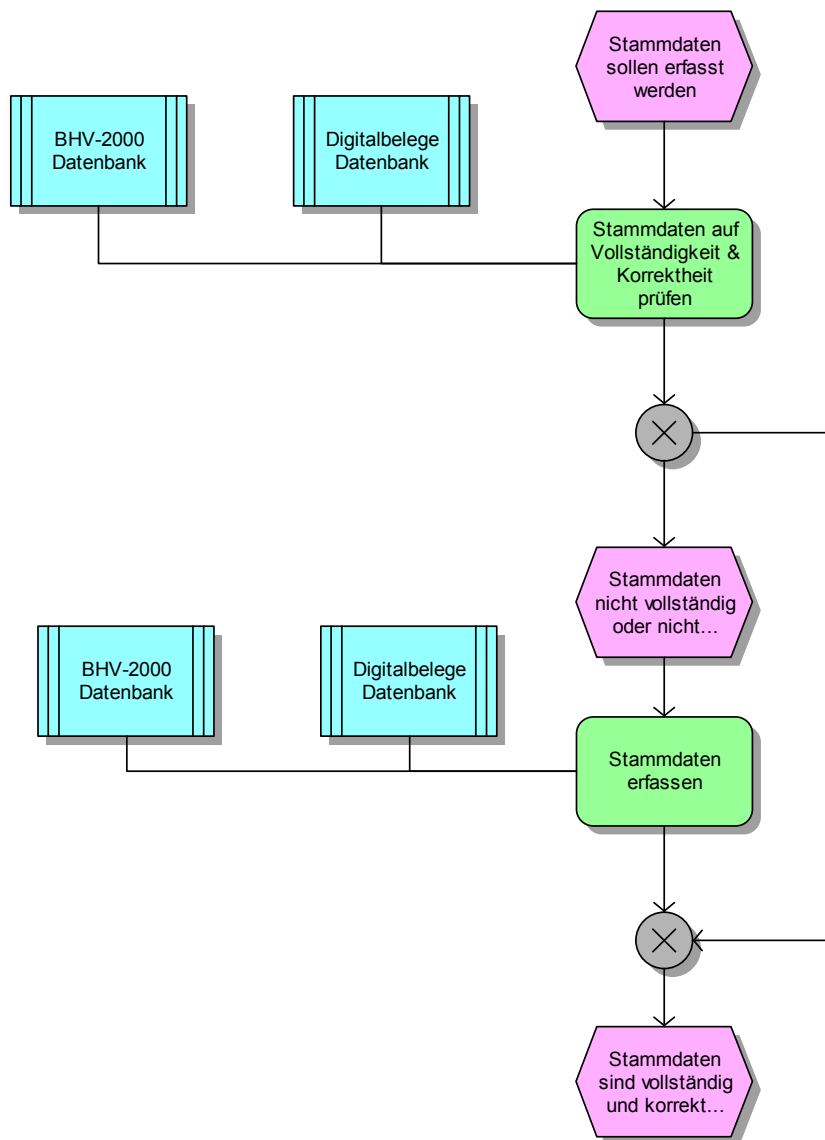 Stammdaten
sollen erfasst
werden
BHV-2000
Datenbank
Digitalbelege
Datenbank
Stammdaten auf
Vollständigkeit &
Korrektheit
prüfen
Stammdaten
nicht vollständig
oder nicht...
BHV-2000
Datenbank
Digitalbelege
Datenbank
Stammdaten
erfassen
Stammdaten
sind vollständig
und korrekt...